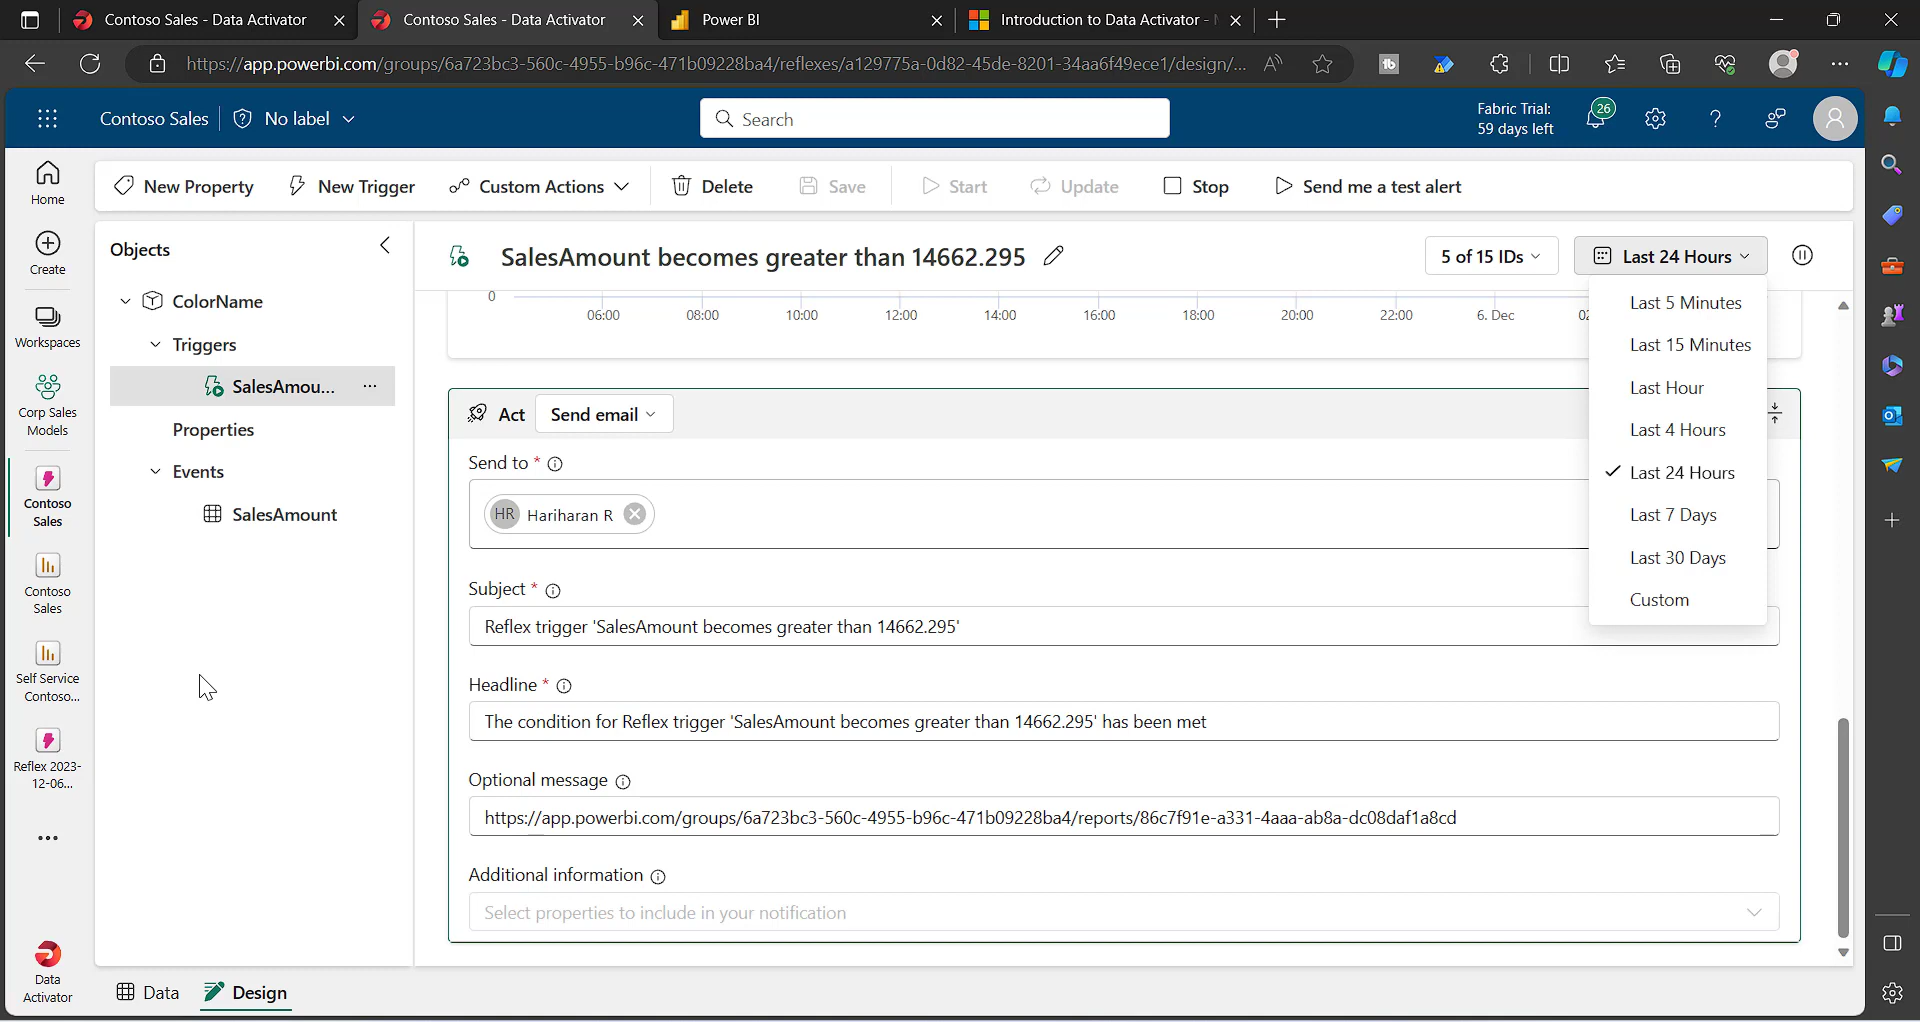 Contoso Sales - Data Activator
Contoso Sales - Data Activator
Power BI
Introduction to Data Activator -
https://app.powerbi.com/groups/6a723bc3-560c-4955-b96c-471b09228ba4/reflexes/a129775a-0d82-45de-8201-34aa6f49ece1/design/...
Contoso Sales
No label
Search
Fabric Trial:
59 days left
26
Home
Create
Workspaces
Corp Sales
Models
Contoso
Sales
Contoso
Sales
Self Service
Contoso...
Reflex 2023-
12-06...
Data
Activator
New Property
New Trigger
Custom Actions
Delete
Save
Start
Update
Stop
Send me a test alert
Objects
ColorName
Triggers
SalesAmou...
Properties
Events
SalesAmount
SalesAmount becomes greater than 14662.295
5 of 15 IDs
Last 24 Hours
0
06:00
08:00
10:00
12:00
14:00
16:00
18:00
20:00
22:00
6. Dec
Last 5 Minutes
Last 15 Minutes
Last Hour
Last 4 Hours
Last 24 Hours
Last 7 Days
Last 30 Days
Custom
Act
Send email
Send to *
HR Hariharan R
Subject *
Reflex trigger 'SalesAmount becomes greater than 14662.295'
Headline *
The condition for Reflex trigger 'SalesAmount becomes greater than 14662.295' has been met
Optional message
https://app.powerbi.com/groups/6a723bc3-560c-4955-b96c-471b09228ba4/reports/86c7f91e-a331-4aaa-ab8a-dc08daf1a8cd
Additional information
Select properties to include in your notification
Data
Design